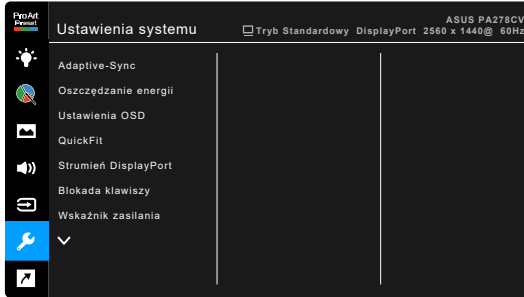 ProArt
Preset
Ustawienia systemu
ASUS PA278CV
Tryb Standardowy DisplayPort 2560 x 1440@ 60Hz
Adaptive-Sync
Oszczędzanie energii
Ustawienia OSD
QuickFit
Strumień DisplayPort
Blokada klawiszy
Wskaźnik zasilania